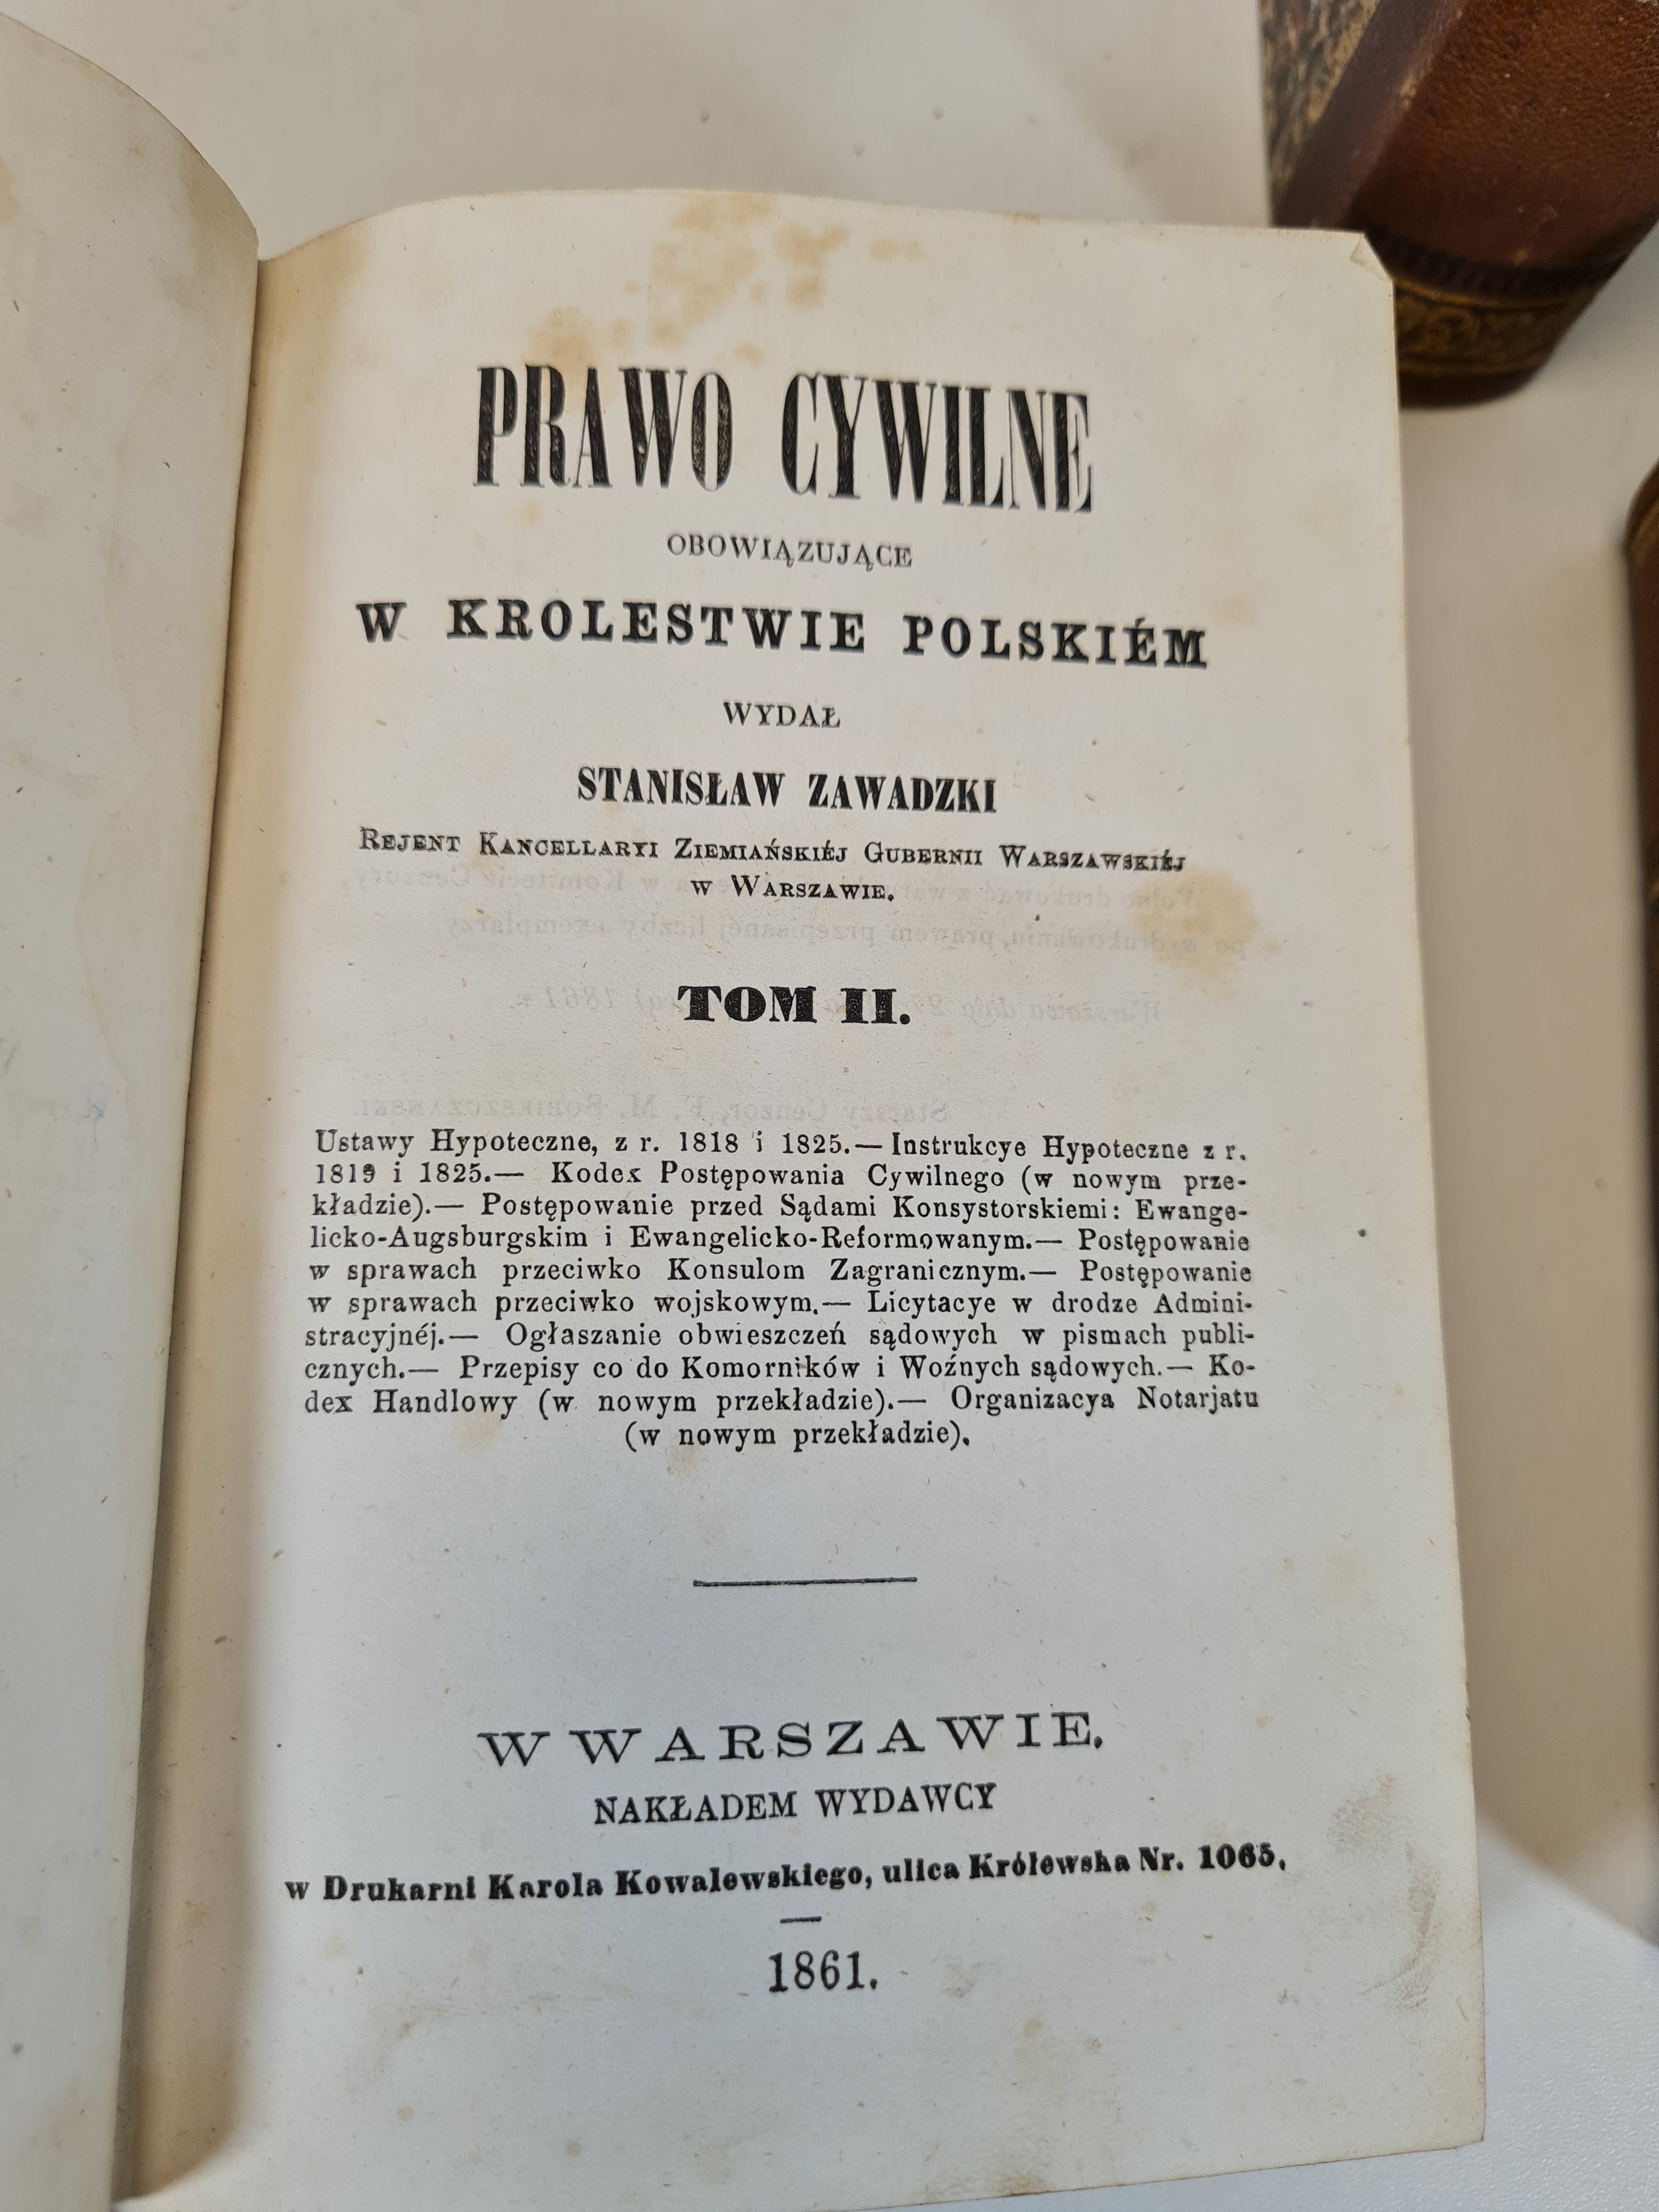 PRAWO CYWILNE
OBOWIĄZUJĄCE
W KROLESTWIE POLSKIÉM
WYDAŁ
STANISŁAW ZAWADZKI
REJENT KANCELLARYI ZIEMIAŃSKIÉJ GUBERNII WARSZAWSKIÉJ
W WARSZAWIE.
TOM II.
Ustawy Hypoteczne, z r. 1818 i 1825.— Instrukcye Hypoteczne z r.
1819 i 1825.— Kodex Postępowania Cywilnego (w nowym prze-
kładzie).— Postępowanie przed Sądami Konsystorskiemi: Ewange-
licko-Augsburgskim i Ewangelicko-Reformowanym.— Postępowanie
w sprawach przeciwko Konsulom Zagranicznym.— Postępowanie
w sprawach przeciwko wojskowym.— Licytacye w drodze Admini-
stracyjnéj.— Ogłaszanie obwieszczeń sądowych w pismach publi-
cznych.— Przepisy co do Komorników i Woźnych sądowych.— Ko-
dex Handlowy (w nowym przekładzie).— Organizacya Notarjatu
(w nowym przekładzie).
W WARSZAWIE.
NAKŁADEM WYDAWCY
w Drukarni Karola Kowalewskiego, ulica Królewska Nr. 1065.
1861.